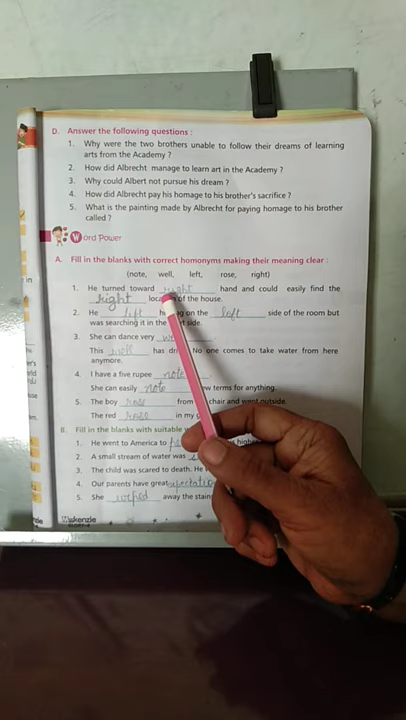 D. Answer the following questions :
1. Why were the two brothers unable to follow their dreams of learning
arts from the Academy ?
2. How did Albrecht manage to learn art in the Academy ?
3. Why could Albert not pursue his dream ?
4. How did Albrecht pay his homage to his brother's sacrifice ?
5. What is the painting made by Albrecht for paying homage to his brother
called ?
Word Power
A. Fill in the blanks with correct homonyms making their meaning clear :
(note, well, left, rose, right)
1. He turned toward right hand and could easily find the
right of the house.
2. He left on the left side of the room but
was searching it in the side.
3. She can dance very
This well has No one comes to take water from here
anymore.
4. I have a five rupee note
She can easily note terms for anything.
5. The boy rose from chair and went outside.
The red rose in my
B. Fill in the blanks with suitable
1. He went to America to
2. A small stream of water was
3. The child was scared to death. He
4. Our parents have great
5. She wiped away the stain